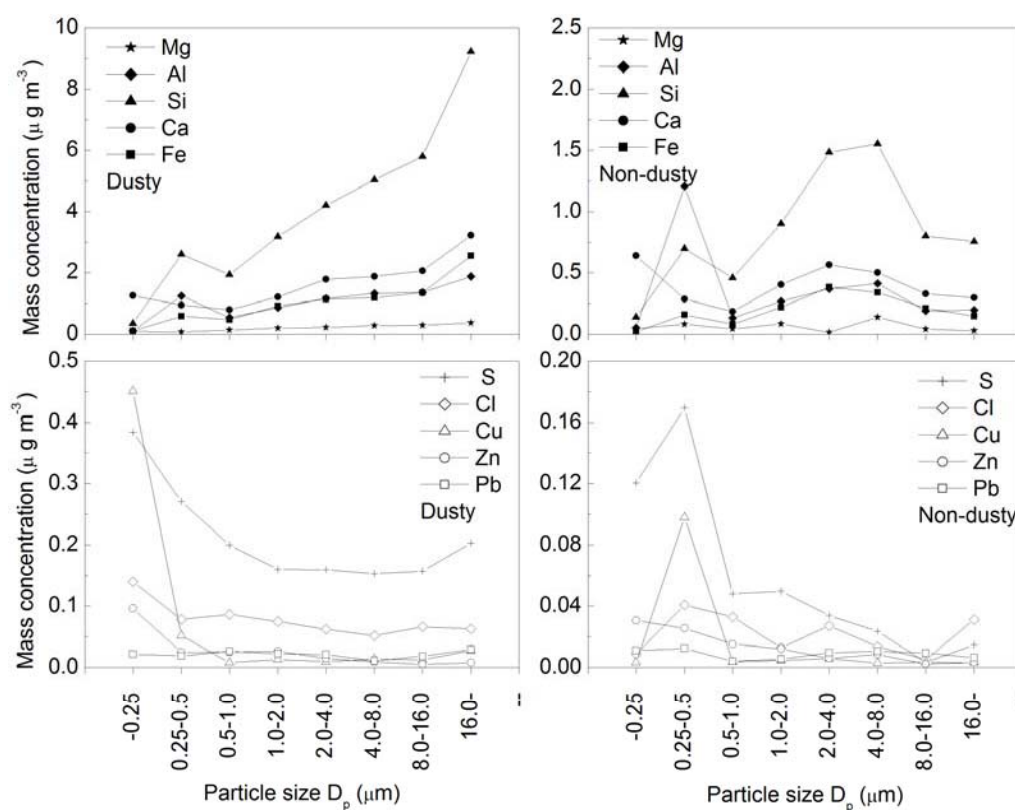 10
8
6
4
2
0
Mass concentration (μ g m⁻³)
Mg
Al
Si
Ca
Fe
Dusty
2.5
2.0
1.5
1.0
0.5
0.0
Mg
Al
Si
Ca
Fe
Non-dusty
0.5
0.4
0.3
0.2
0.1
0.0
Mass concentration (μ g m⁻³)
S
Cl
Cu
Zn
Pb
Dusty
-0.25
0.25-0.5
0.5-1.0
1.0-2.0
2.0-4.0
4.0-8.0
8.0-16.0
16.0-
--
Particle size Dₚ (μm)
0.20
0.16
0.12
0.08
0.04
0.00
S
Cl
Cu
Zn
Pb
Non-dusty
-0.25
0.25-0.5
0.5-1.0
1.0-2.0
2.0-4.0
4.0-8.0
8.0-16.0
16.0-
--
Particle size Dₚ (μm)